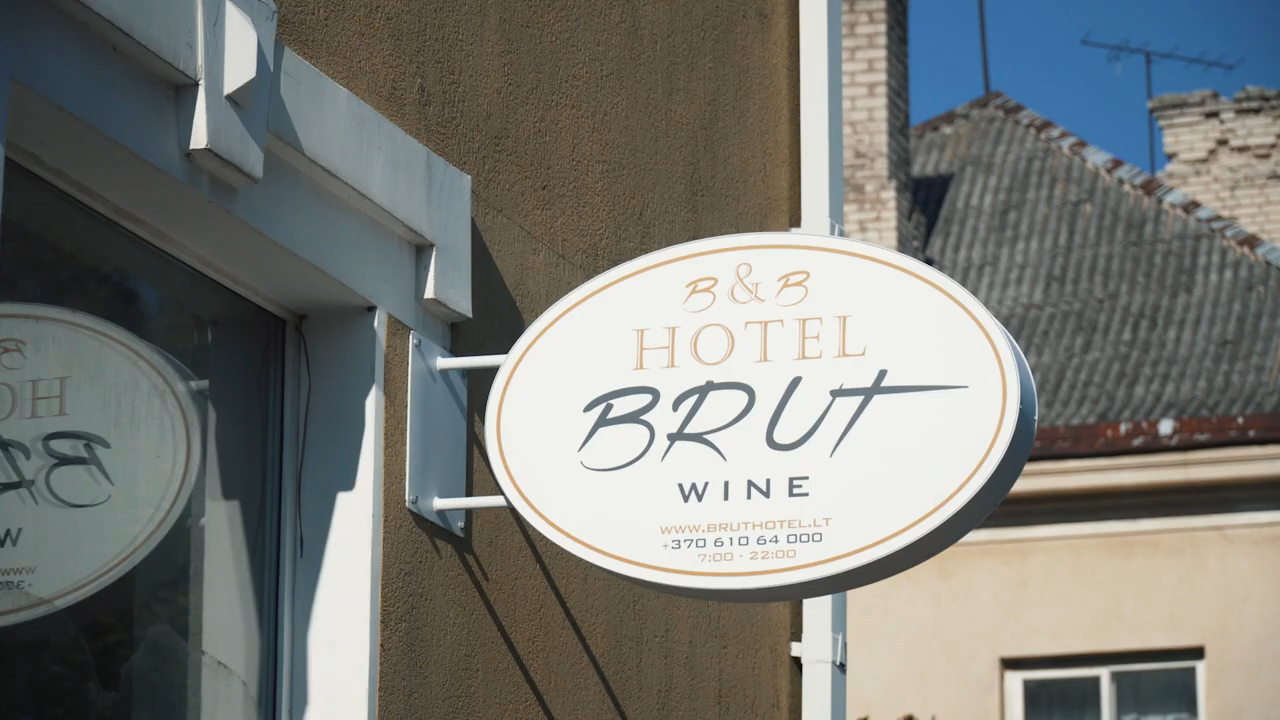 B&B
HOTEL
BRUT
WINE
WWW.BRUTHOTEL.LT
+370 610 64 000
7:00 - 22:00